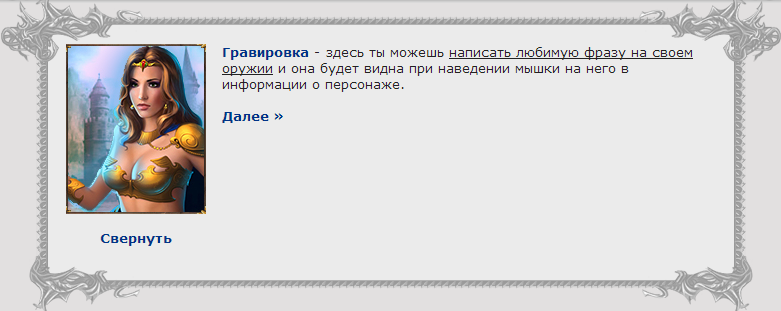 Гравировка - здесь ты можешь написать любимую фразу на своем
оружии и она будет видна при наведении мышки на него в
информации о персонаже.
Далее »
Свернуть